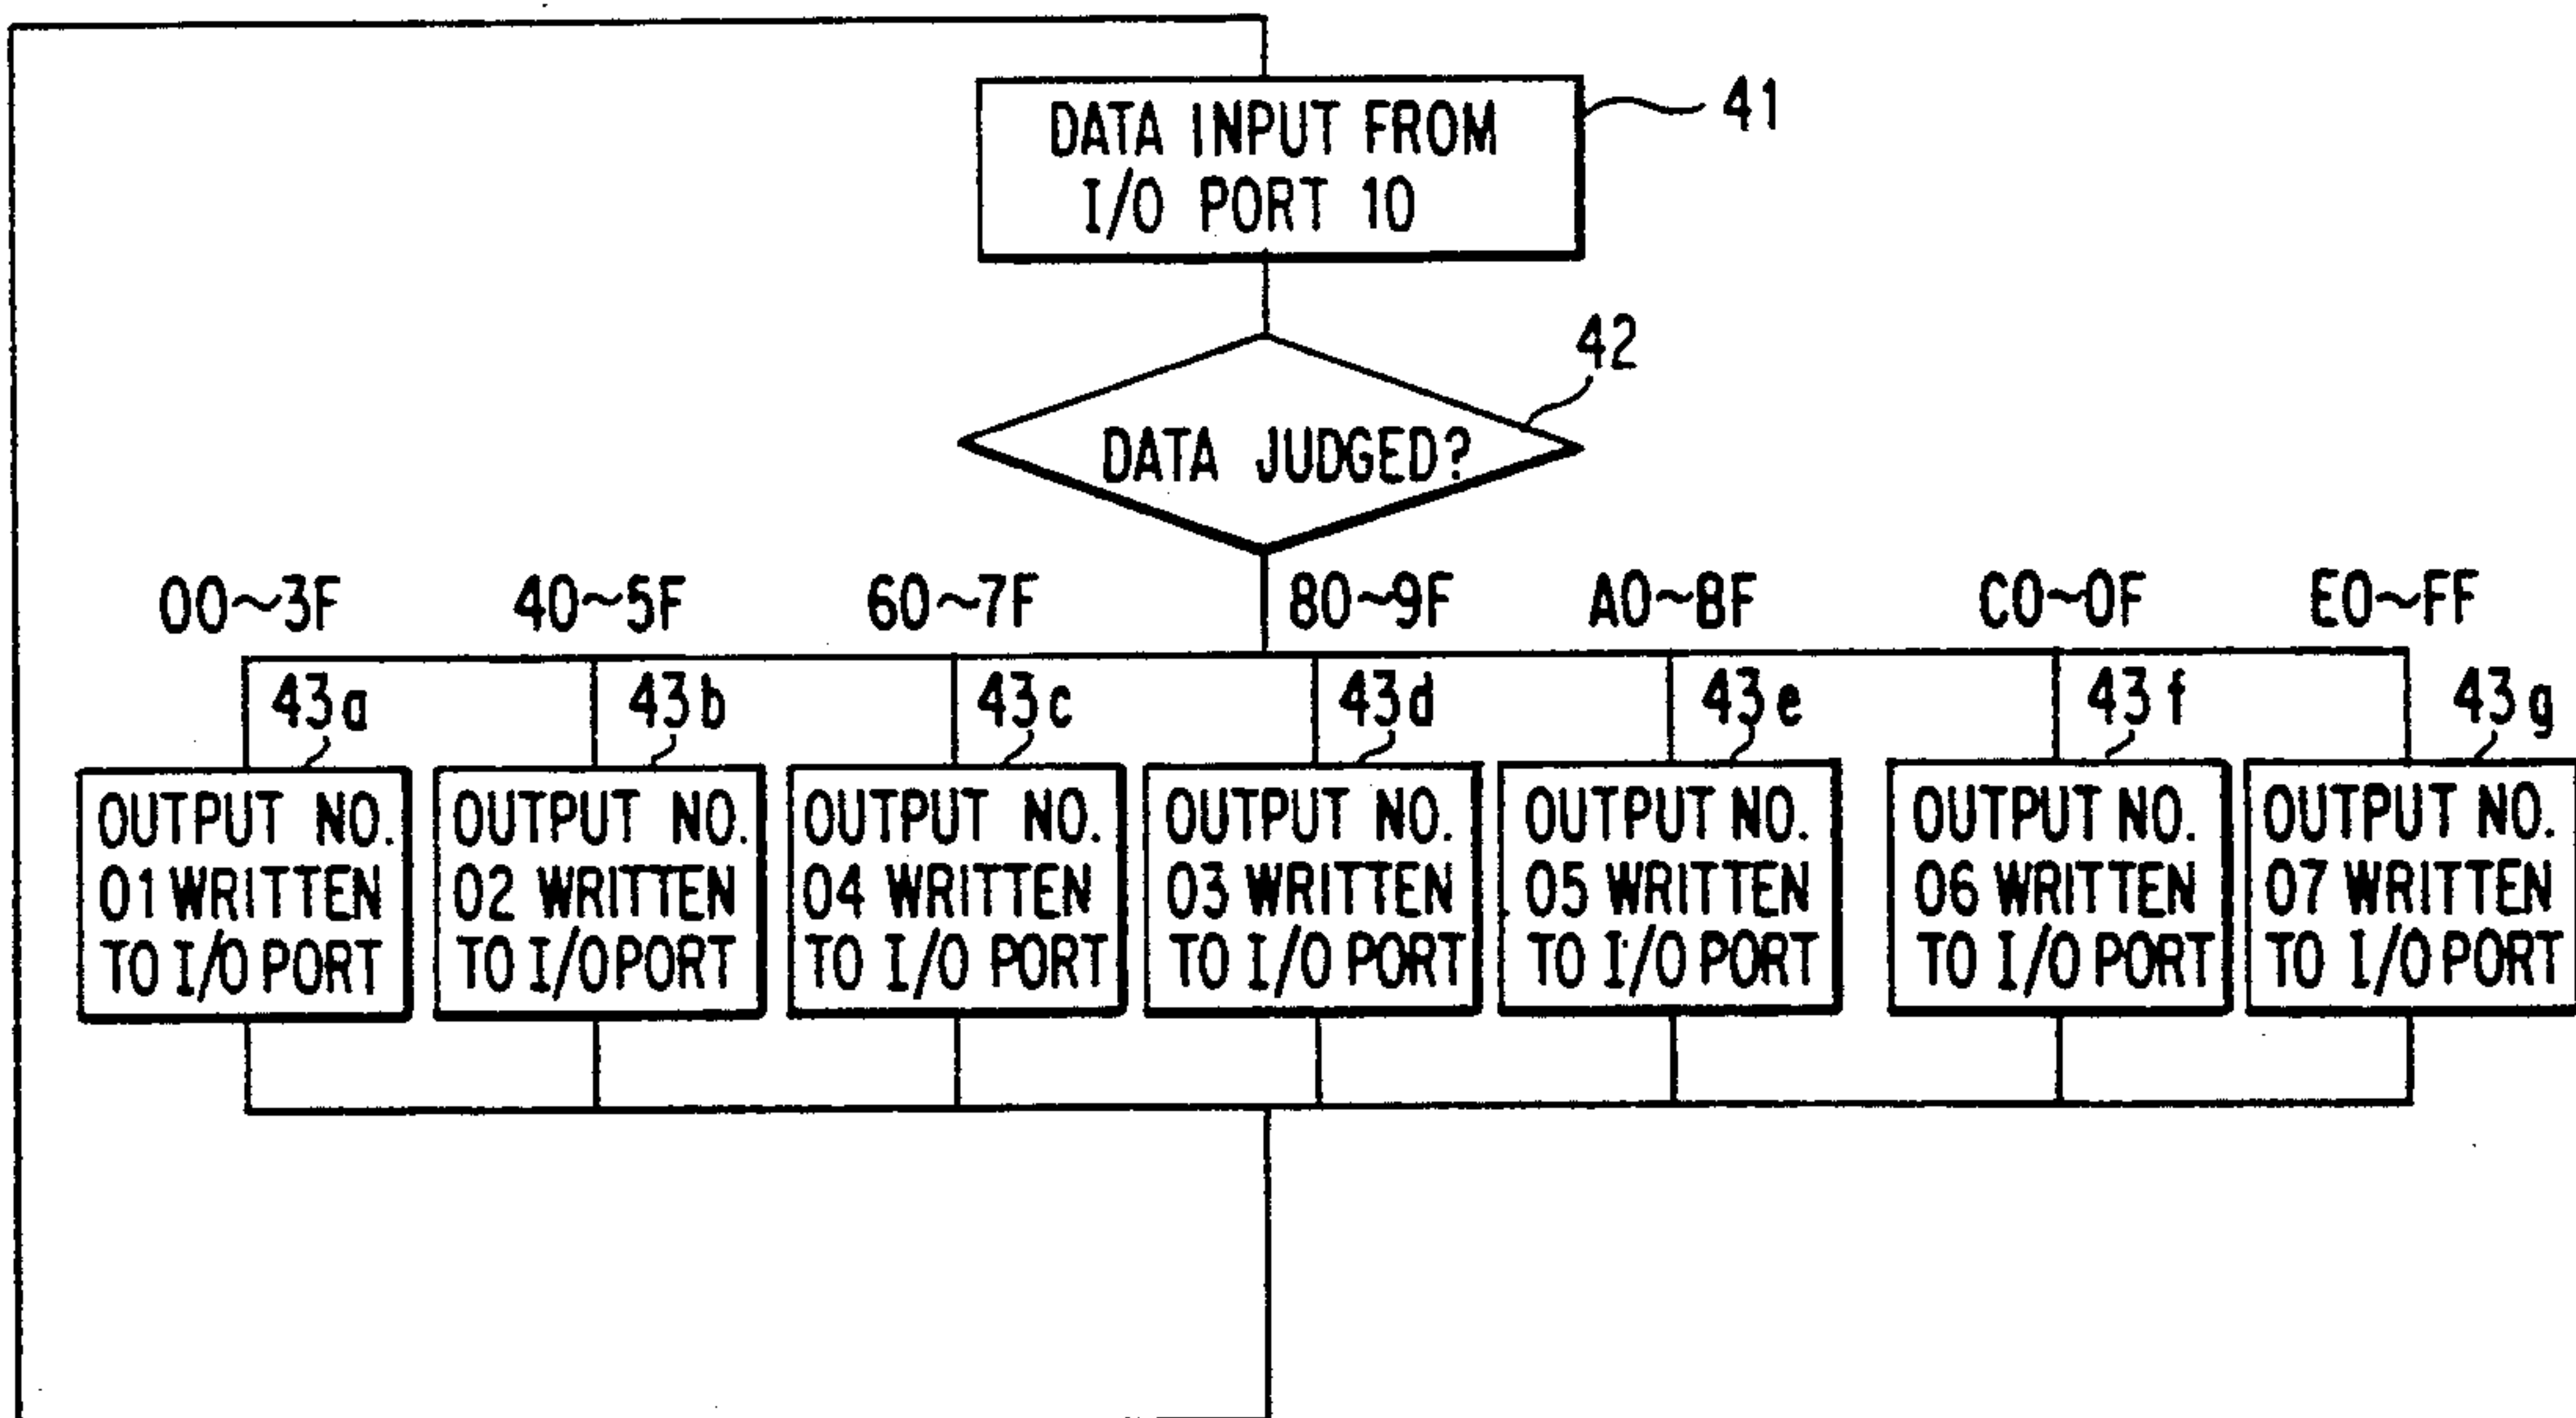 DATA INPUT FROM
I/O PORT 10
41
DATA JUDGED?
42
00~3F
40~5F
60~7F
80~9F
A0~BF
C0~0F
E0~FF
43a
43b
43c
43d
43e
43f
43g
OUTPUT NO.
01 WRITTEN
TO I/O PORT
OUTPUT NO.
02 WRITTEN
TO I/O PORT
OUTPUT NO.
04 WRITTEN
TO I/O PORT
OUTPUT NO.
03 WRITTEN
TO I/O PORT
OUTPUT NO.
05 WRITTEN
TO I/O PORT
OUTPUT NO.
06 WRITTEN
TO I/O PORT
OUTPUT NO.
07 WRITTEN
TO I/O PORT